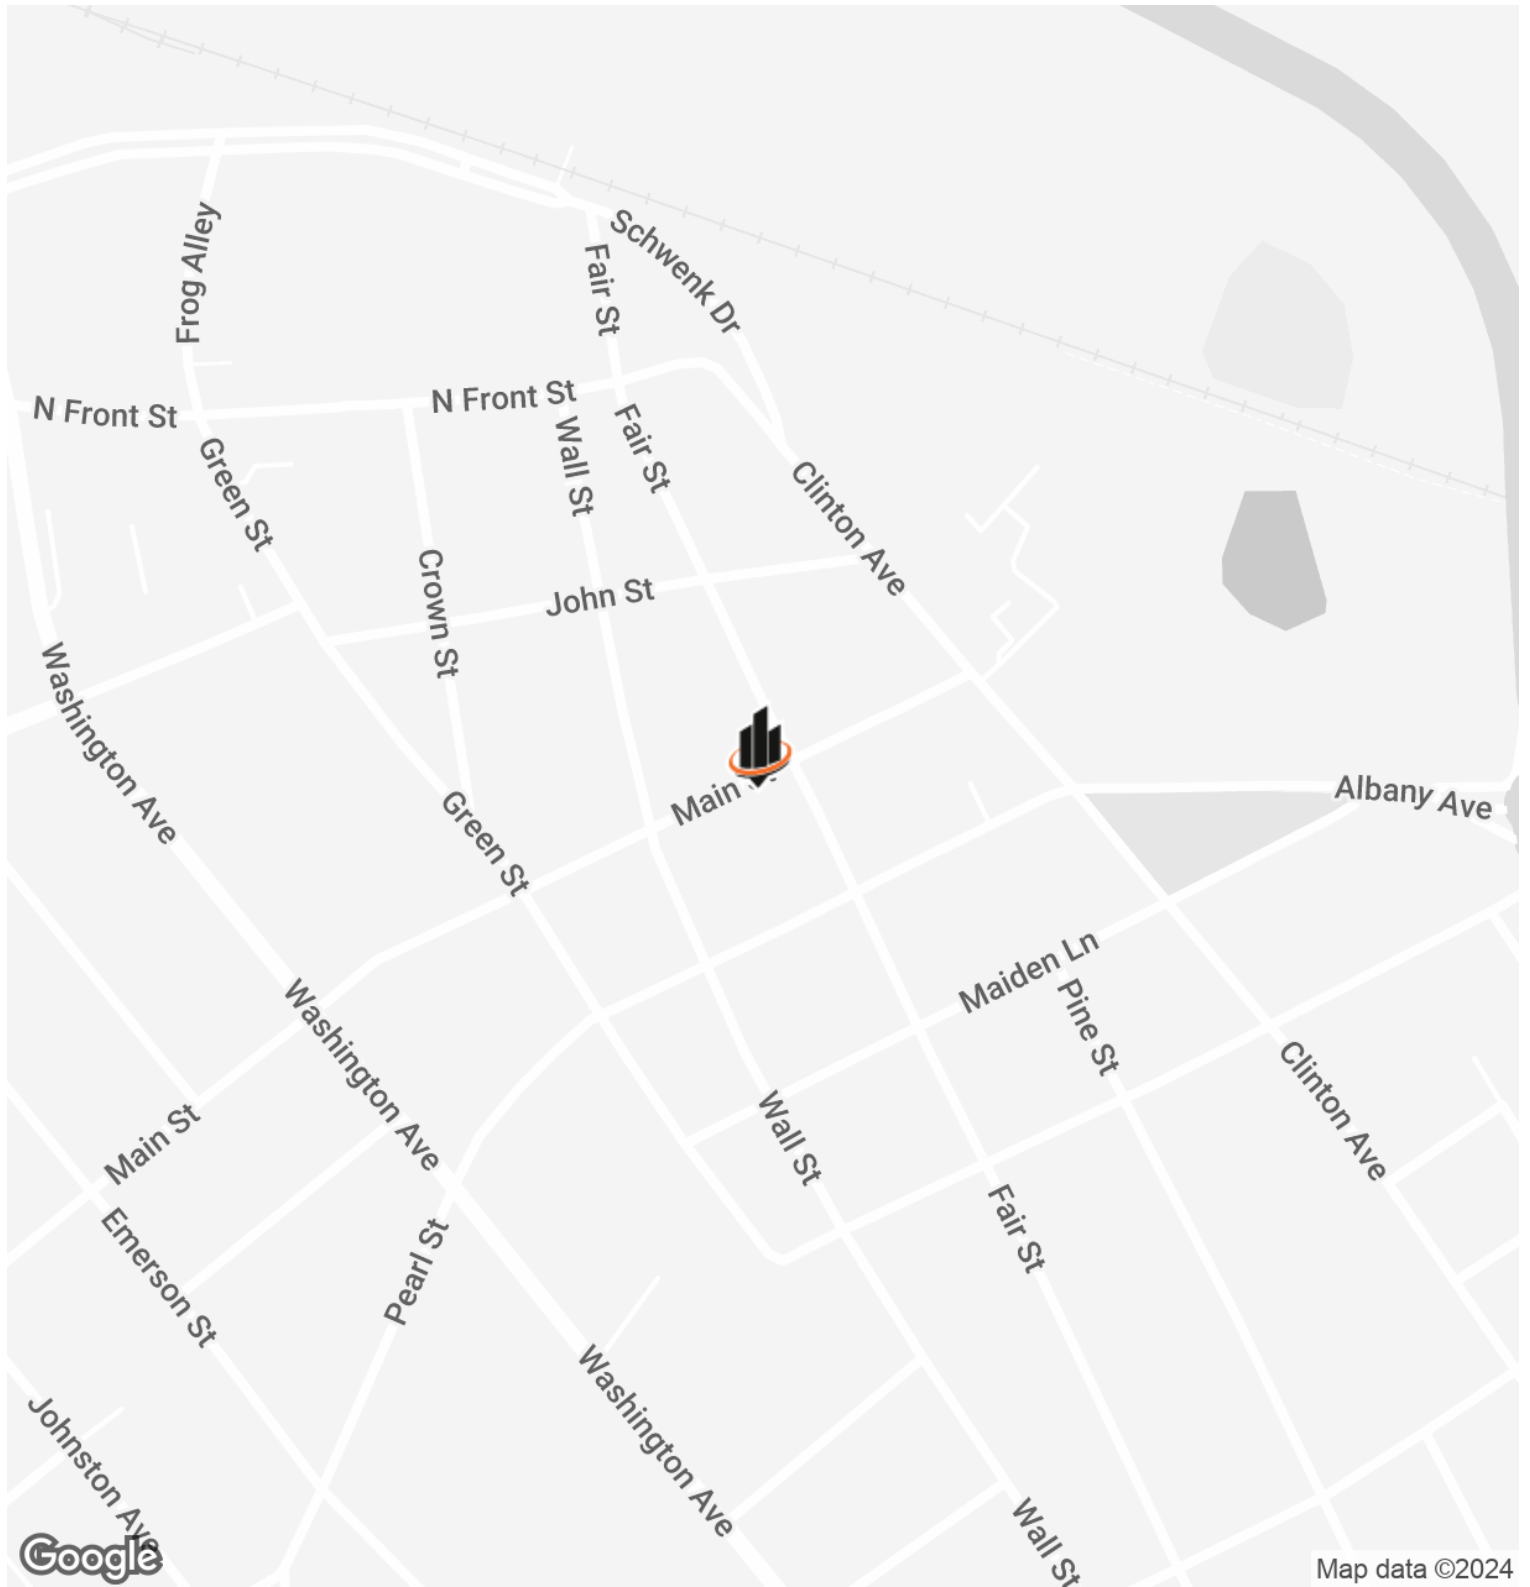 Schwenk Dr
Frog Alley
Fair St
N Front St
N Front St
Fair St
Wall St
Green St
Clinton Ave
Crown St
John St
Washington Ave
Main
Albany Ave
Green St
Maiden Ln
Pine St
Washington Ave
Clinton Ave
Main St
Wall St
Fair St
Emerson St
Pearl St
Washington Ave
Johnston Ave
Wall St
Google
Map data ©2024